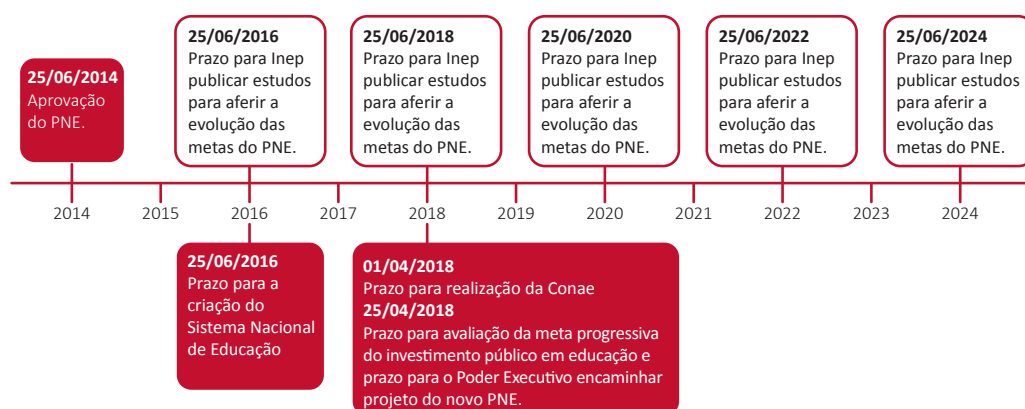 25/06/2014
Aprovação
do PNE.
25/06/2016
Prazo para Inep
publicar estudos
para aferir a
evolução das
metas do PNE.
25/06/2018
Prazo para Inep
publicar estudos
para aferir a
evolução das
metas do PNE.
25/06/2020
Prazo para Inep
publicar estudos
para aferir a
evolução das
metas do PNE.
25/06/2022
Prazo para Inep
publicar estudos
para aferir a
evolução das
metas do PNE.
25/06/2024
Prazo para Inep
publicar estudos
para aferir a
evolução das
metas do PNE.
2014 2015 2016 2017 2018 2019 2020 2021 2022 2023 2024
25/06/2016
Prazo para a
criação do
Sistema Nacional
de Educação
01/04/2018
Prazo para realização da Conae
25/04/2018
Prazo para avaliação da meta progressiva
do investimento público em educação e
prazo para o Poder Executivo encaminhar
projeto do novo PNE.